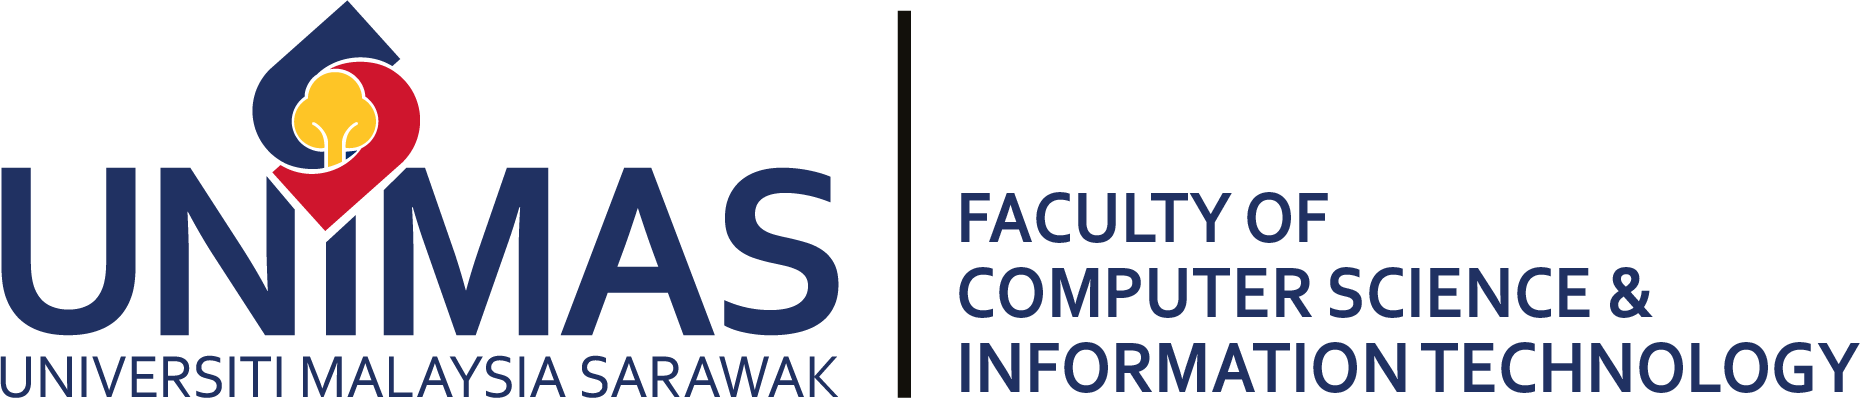 UNIMAS
UNIVERSITI MALAYSIA SARAWAK
FACULTY OF
COMPUTER SCIENCE &
INFORMATION TECHNOLOGY